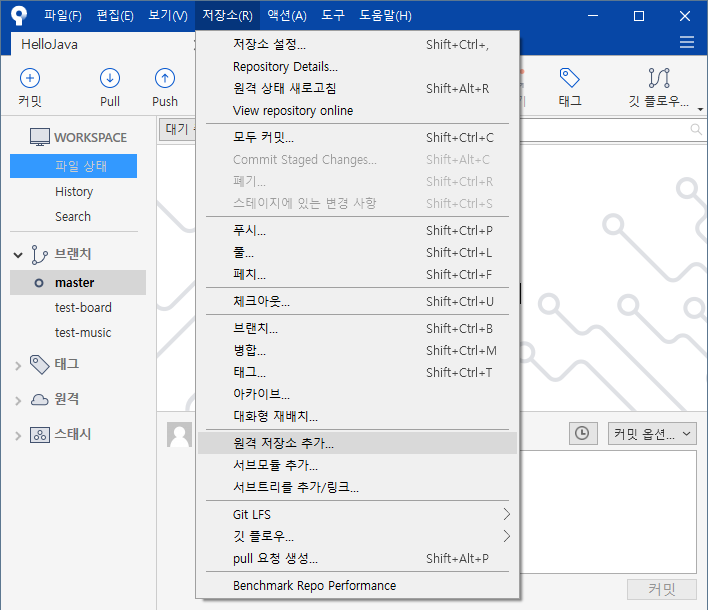 파일(F) 편집(E) 보기(V) 저장소(R) 액션(A) 도구 도움말(H)
HelloJava
커밋 Pull Push 태그 깃 플로우...
저장소 설정... Shift+Ctrl+,
Repository Details...
원격 상태 새로고침 Shift+Alt+R
View repository online
모두 커밋... Shift+Ctrl+C
Commit Staged Changes... Shift+Alt+C
폐기... Shift+Ctrl+R
스테이지에 있는 변경 사항 Shift+Ctrl+S
푸시... Shift+Ctrl+P
풀... Shift+Ctrl+L
페치... Shift+Ctrl+F
체크아웃... Shift+Ctrl+U
브랜치... Shift+Ctrl+B
병합... Shift+Ctrl+M
태그... Shift+Ctrl+T
아카이브...
대화형 재배치...
원격 저장소 추가...
서브모듈 추가...
서브트리를 추가/링크...
Git LFS
깃 플로우...
pull 요청 생성... Shift+Alt+P
Benchmark Repo Performance
WORKSPACE
파일 상태
History
Search
브랜치
master
test-board
test-music
태그
원격
스태시
대기
커밋 옵션...
커밋